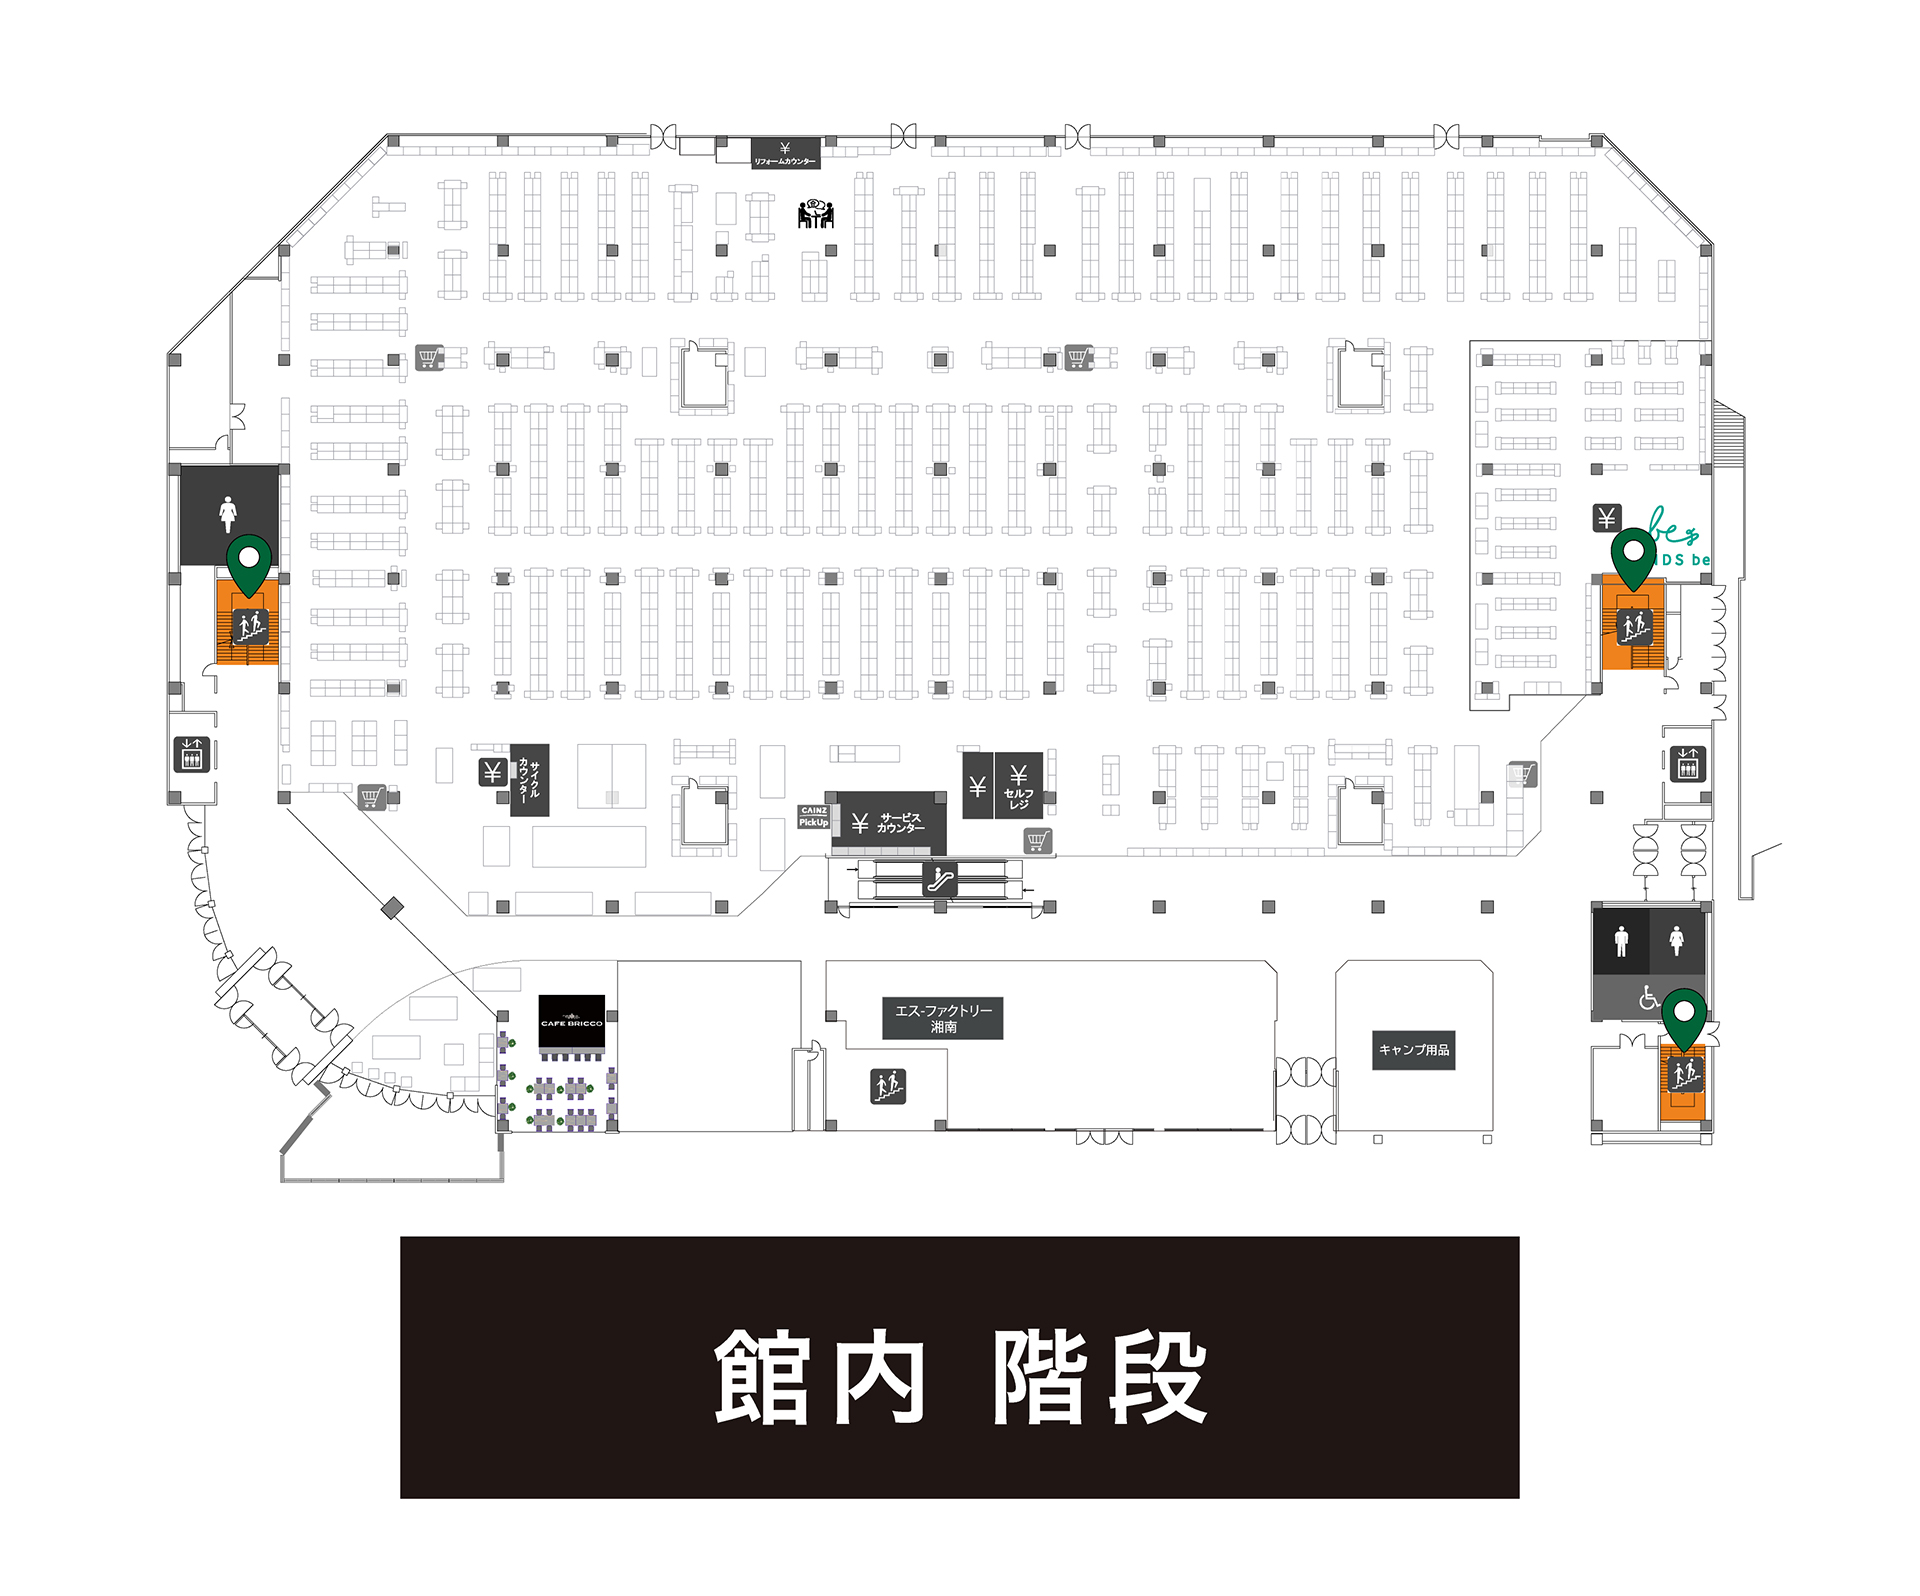 ¥
リフォームカウンター
¥
be
IDS be
¥
サイクル
カウンター
CAINZ
PickUp
¥
サービス
カウンター
¥
¥
セルフ
レジ
CAFE BRICCO
エス-ファクトリー
湘南
キャンプ用品
館内 階段